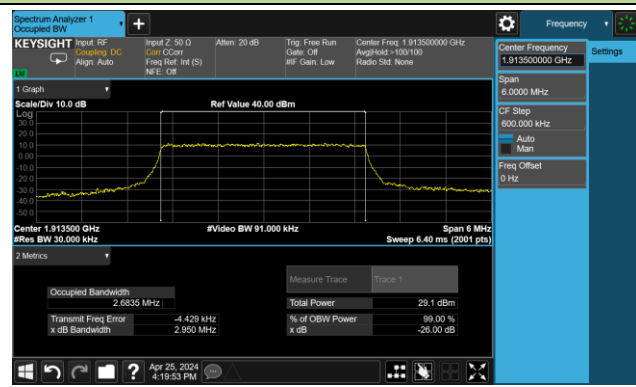 Spectrum Analyzer 1
Occupied BW
+
Frequency
KEYSIGHT
Input: RF
Coupling: DC
Align: Auto
Input Z: 50 Ω
Corr CCorr
Freq Ref: Int (S)
NFE: Off
Atten: 20 dB
Trig: Free Run
Gate: Off
#IF Gain: Low
Center Freq: 1.913500000 GHz
Avg|Hold:>100/100
Radio Std: None
LXI
Center Frequency
1.913500000 GHz
Settings
Span
6.0000 MHz
CF Step
600.000 kHz
Auto
Man
Freq Offset
0 Hz
1 Graph
Scale/Div 10.0 dB
Ref Value 40.00 dBm
Log
30.0
20.0
10.0
0.00
-10.0
-20.0
-30.0
-40.0
-50.0
Center 1.913500 GHz
#Video BW 91.000 kHz
Span 6 MHz
#Res BW 30.000 kHz
Sweep 6.40 ms (2001 pts)
2 Metrics
Measure Trace
Trace 1
Occupied Bandwidth
2.6835 MHz
Total Power
29.1 dBm
Transmit Freq Error
-4.429 kHz
% of OBW Power
99.00 %
x dB Bandwidth
2.950 MHz
x dB
-26.00 dB
?
Apr 25, 2024
4:19:53 PM